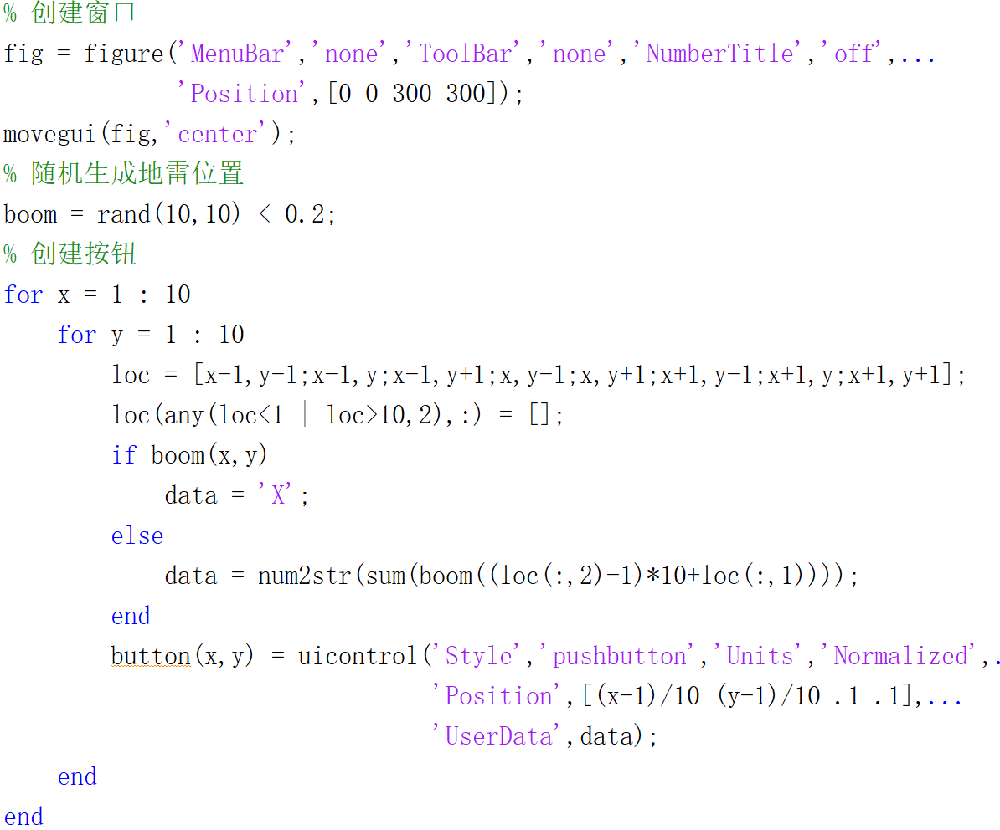 % 创建窗口
fig = figure('MenuBar','none','ToolBar','none','NumberTitle','off',...
'Position',[0 0 300 300]);
movegui(fig,'center');
% 随机生成地雷位置
boom = rand(10,10) < 0.2;
% 创建按钮
for x = 1 : 10
for y = 1 : 10
loc = [x-1,y-1;x-1,y;x-1,y+1;x,y-1;x,y+1;x+1,y-1;x+1,y;x+1,y+1];
loc(any(loc<1 | loc>10,2),:) = [];
if boom(x,y)
data = 'X';
else
data = num2str(sum(boom((loc(:,2)-1)*10+loc(:,1))));
end
button(x,y) = uicontrol('Style','pushbutton','Units','Normalized',.
'Position',[(x-1)/10 (y-1)/10 .1 .1],...
'UserData',data);
end
end